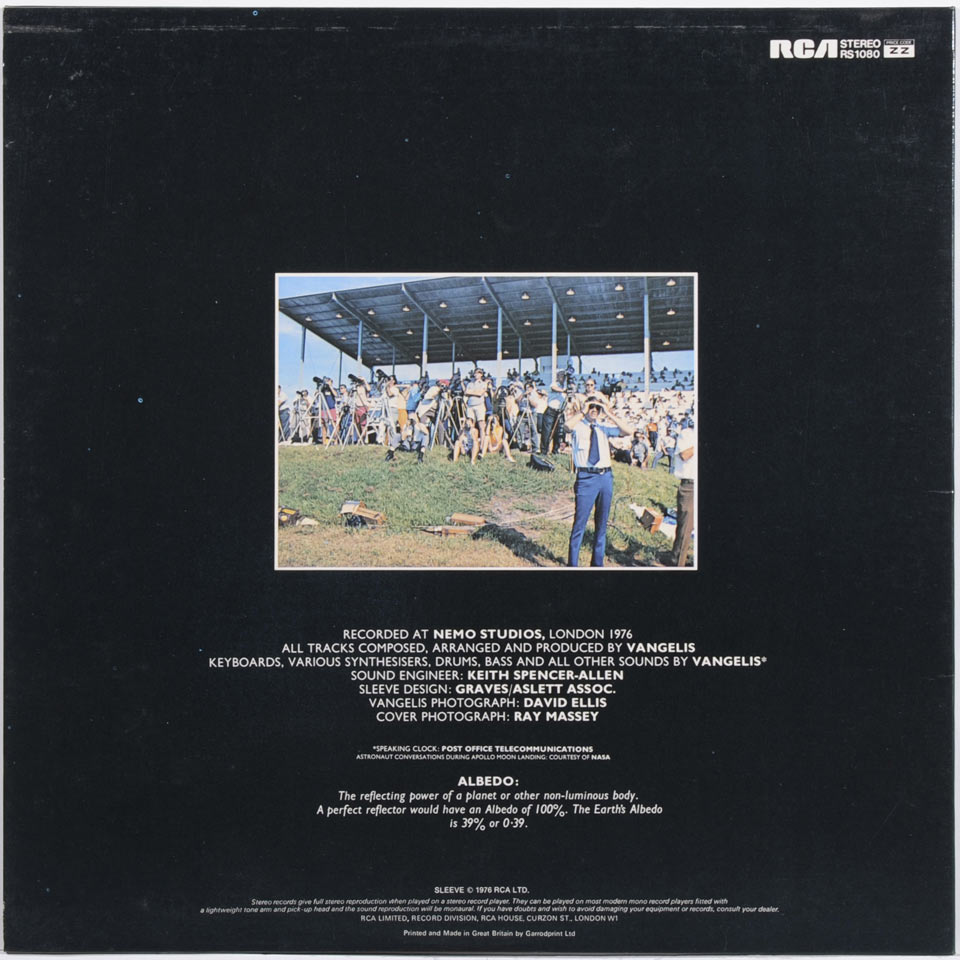 RCA STEREO PRICE CODE
RS1080 ZZ
RECORDED AT NEMO STUDIOS, LONDON 1976
ALL TRACKS COMPOSED, ARRANGED AND PRODUCED BY VANGELIS
KEYBOARDS, VARIOUS SYNTHESISERS, DRUMS, BASS AND ALL OTHER SOUNDS BY VANGELIS*
SOUND ENGINEER: KEITH SPENCER-ALLEN
SLEEVE DESIGN: GRAVES/ASLETT ASSOC.
VANGELIS PHOTOGRAPH: DAVID ELLIS
COVER PHOTOGRAPH: RAY MASSEY
*SPEAKING CLOCK: POST OFFICE TELECOMMUNICATIONS
ASTRONAUT CONVERSATIONS DURING APOLLO MOON LANDING: COURTESY OF NASA
ALBEDO:
The reflecting power of a planet or other non-luminous body.
A perfect reflector would have an Albedo of 100%. The Earth's Albedo
is 39% or 0·39.
SLEEVE © 1976 RCA LTD.
Stereo records give full stereo reproduction when played on a stereo record player. They can be played on most modern mono record players fitted with
a lightweight tone arm and pick-up head and the sound reproduction will be monaural. If you have doubts and wish to avoid damaging your equipment or records, consult your dealer.
RCA LIMITED, RECORD DIVISION, RCA HOUSE, CURZON ST., LONDON W1
Printed and Made in Great Britain by Garrodprint Ltd